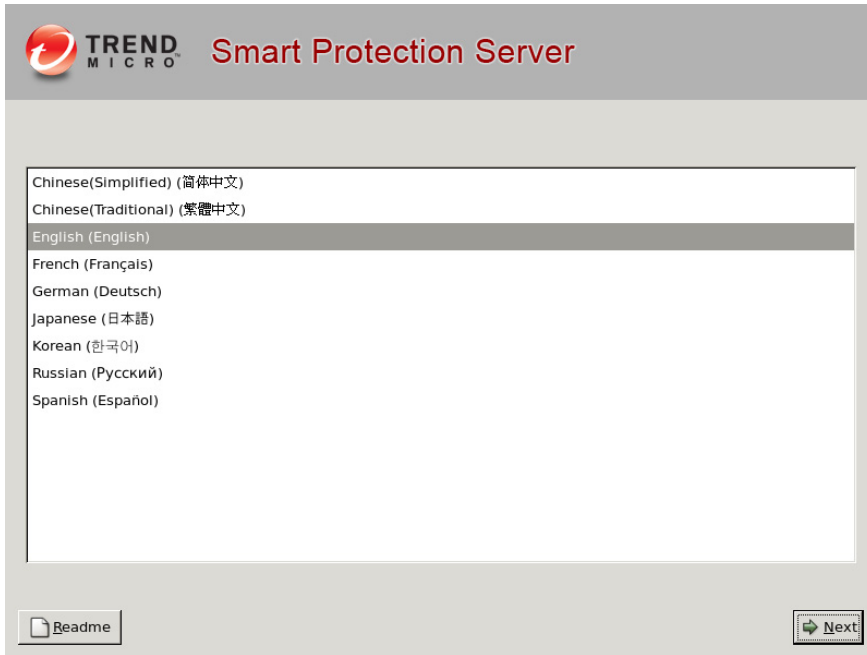 TREND
MICRO™
Smart Protection Server
Chinese(Simplified) (简体中文)
Chinese(Traditional) (繁體中文)
English (English)
French (Français)
German (Deutsch)
Japanese (日本語)
Korean (한국어)
Russian (Русский)
Spanish (Español)
Readme
Next